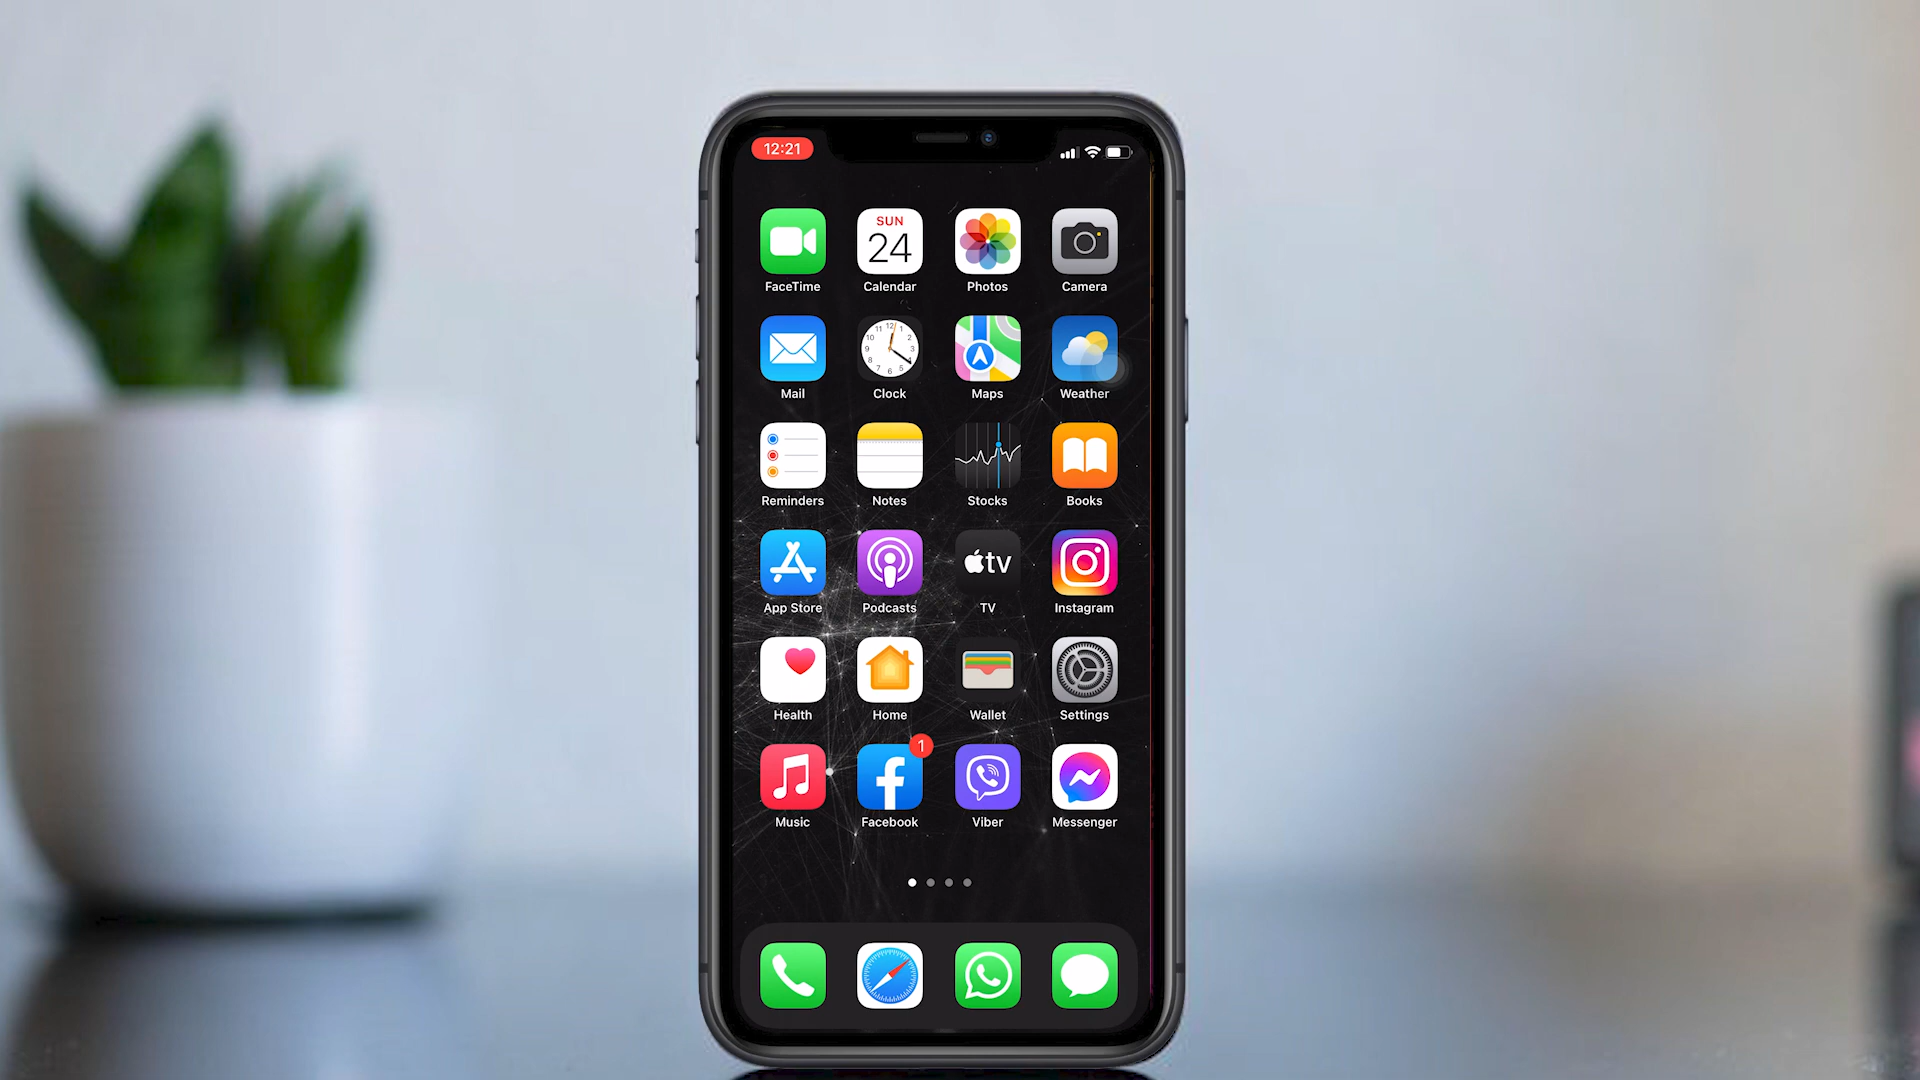 12:21
SUN
24
FaceTime Calendar Photos Camera
Mail Clock Maps Weather
Reminders Notes Stocks Books
tv
App Store Podcasts TV Instagram
Health Home Wallet Settings
1
Music Facebook Viber Messenger